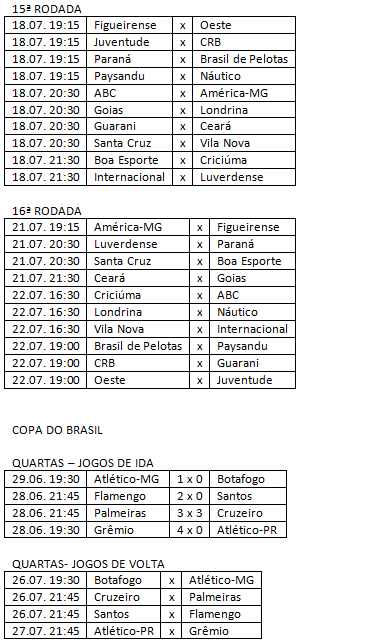 15ª RODADA
18.07. 19:15 Figueirense x Oeste
18.07. 19:15 Juventude x CRB
18.07. 19:15 Paraná x Brasil de Pelotas
18.07. 19:15 Paysandu x Náutico
18.07. 20:30 ABC x América-MG
18.07. 20:30 Goias x Londrina
18.07. 20:30 Guarani x Ceará
18.07. 20:30 Santa Cruz x Vila Nova
18.07. 21:30 Boa Esporte x Criciúma
18.07. 21:30 Internacional x Luverdense
16ª RODADA
21.07. 19:15 América-MG x Figueirense
21.07. 20:30 Luverdense x Paraná
21.07. 20:30 Santa Cruz x Boa Esporte
21.07. 21:30 Ceará x Goias
22.07. 16:30 Criciúma x ABC
22.07. 16:30 Londrina x Náutico
22.07. 16:30 Vila Nova x Internacional
22.07. 19:00 Brasil de Pelotas x Paysandu
22.07. 19:00 CRB x Guarani
22.07. 19:00 Oeste x Juventude
COPA DO BRASIL
QUARTAS – JOGOS DE IDA
29.06. 19:30 Atlético-MG 1 x 0 Botafogo
28.06. 21:45 Flamengo 2 x 0 Santos
28.06. 21:45 Palmeiras 3 x 3 Cruzeiro
28.06. 19:30 Grêmio 4 x 0 Atlético-PR
QUARTAS- JOGOS DE VOLTA
26.07. 19:30 Botafogo x Atlético-MG
26.07. 21:45 Cruzeiro x Palmeiras
26.07. 21:45 Santos x Flamengo
27.07. 21:45 Atlético-PR x Grêmio